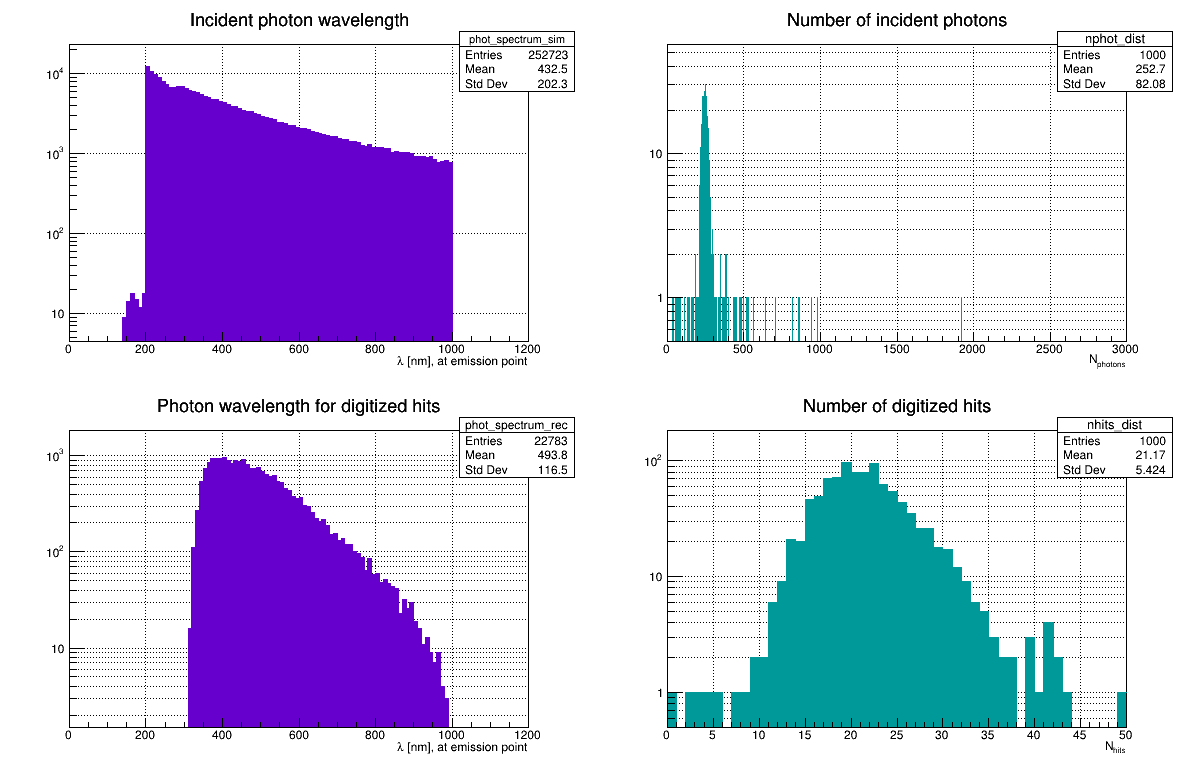 Incident photon wavelength
phot_spectrum_sim
Entries 252723
Mean 432.5
Std Dev 202.3
10⁴
10³
10²
10
0 200 400 600 800 1000 1200
λ [nm], at emission point
Number of incident photons
nphot_dist
Entries 1000
Mean 252.7
Std Dev 82.08
10
1
0 500 1000 1500 2000 2500 3000
N_photons
Photon wavelength for digitized hits
phot_spectrum_rec
Entries 22783
Mean 493.8
Std Dev 116.5
10³
10²
10
0 200 400 600 800 1000 1200
λ [nm], at emission point
Number of digitized hits
nhits_dist
Entries 1000
Mean 21.17
Std Dev 5.424
10²
10
1
0 5 10 15 20 25 30 35 40 45 50
N_hits